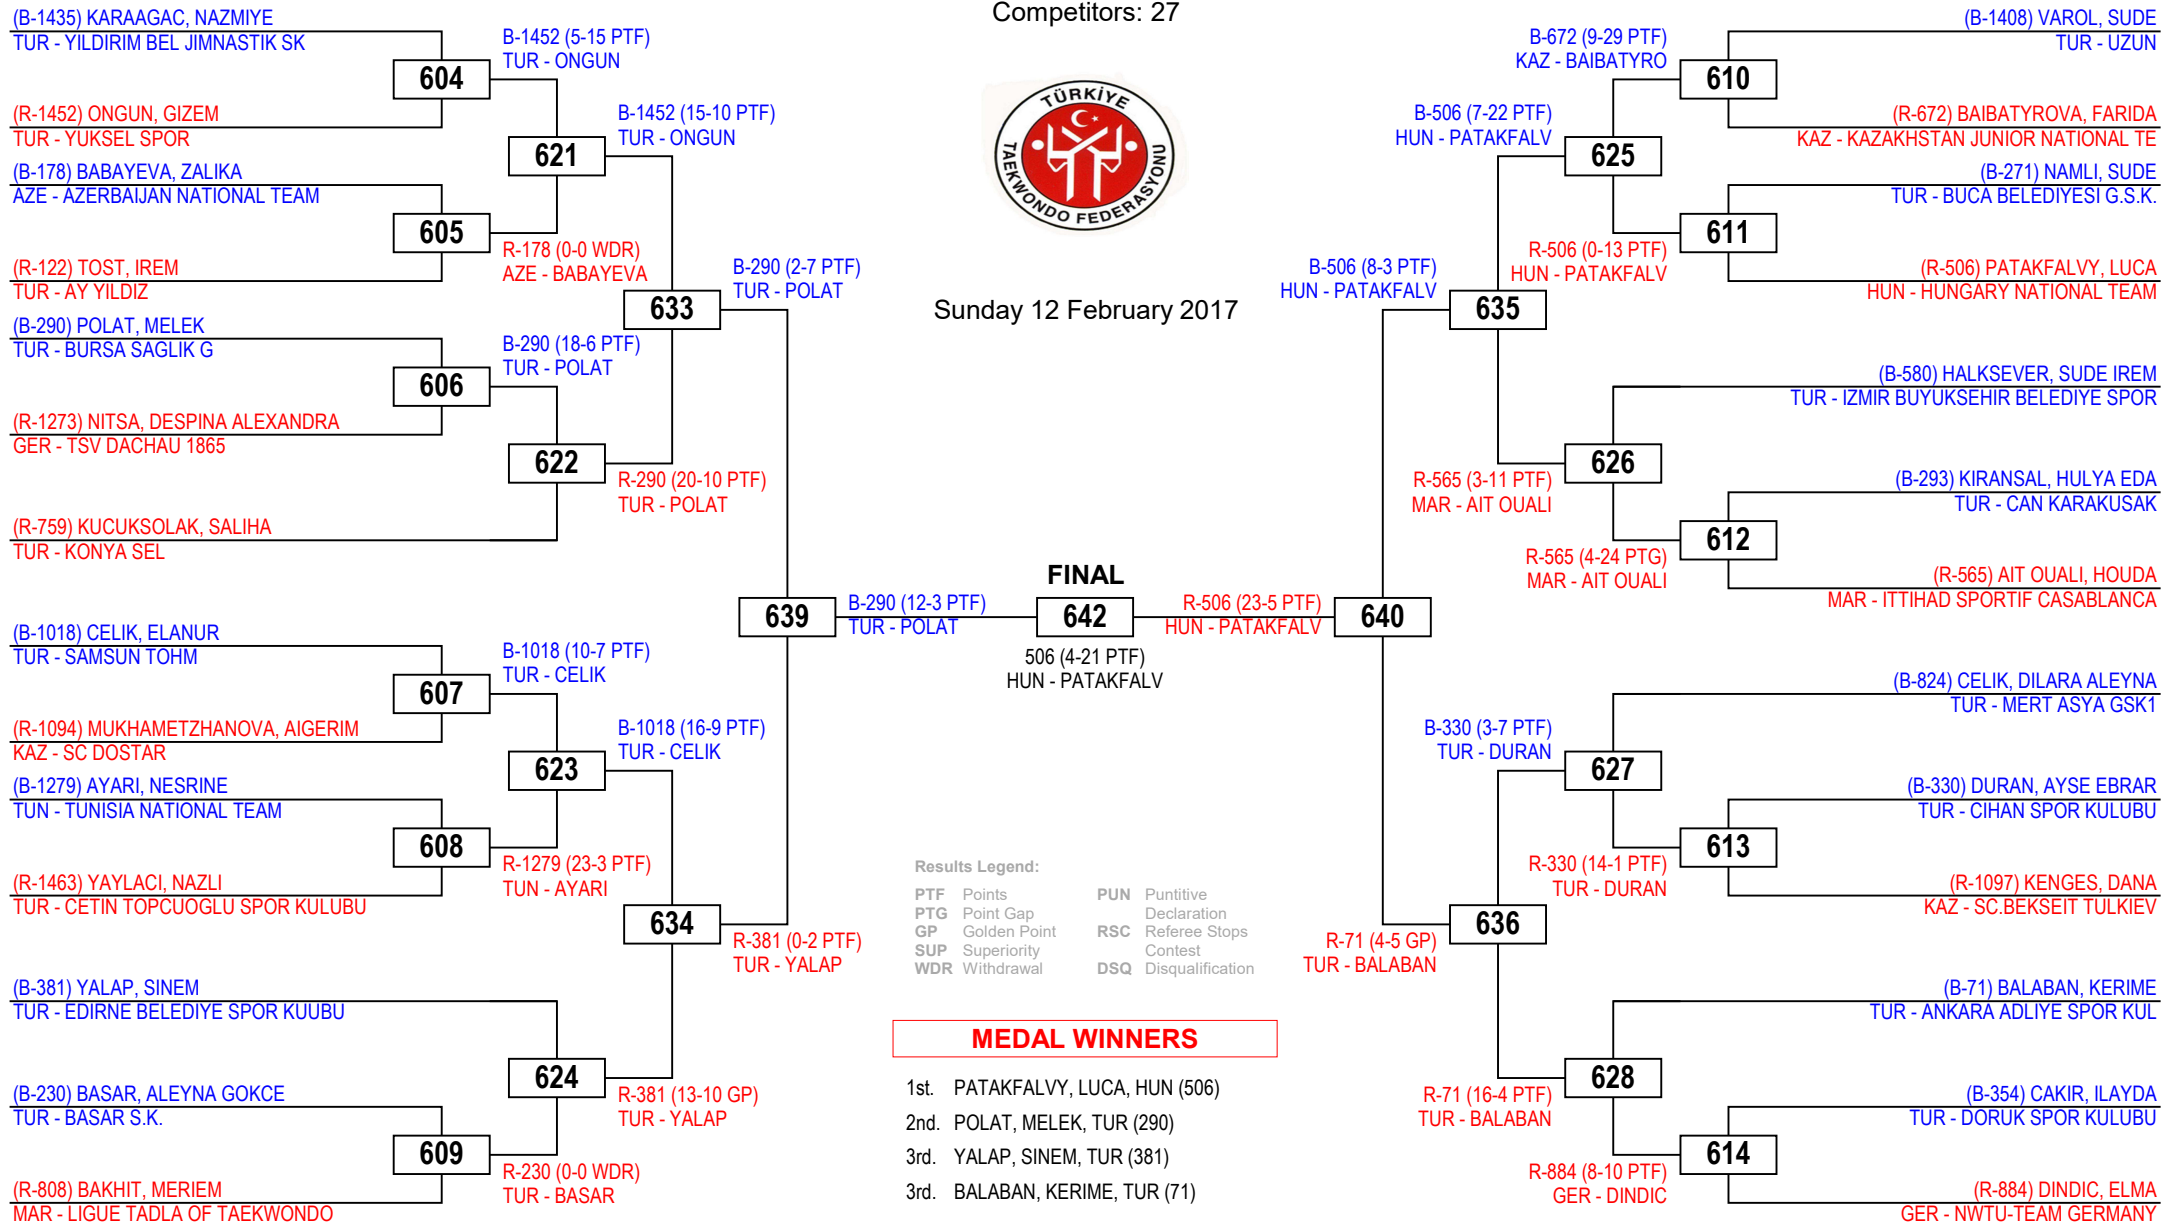 Competitors: 27
TÜRKİYE
TAEKWONDO FEDERASYONU
Sunday 12 February 2017
(B-1435) KARAAGAC, NAZMIYE
TUR - YILDIRIM BEL JIMNASTIK SK
604
(R-1452) ONGUN, GIZEM
TUR - YUKSEL SPOR
(B-178) BABAYEVA, ZALIKA
AZE - AZERBAIJAN NATIONAL TEAM
605
(R-122) TOST, IREM
TUR - AY YILDIZ
(B-290) POLAT, MELEK
TUR - BURSA SAGLIK G
606
(R-1273) NITSA, DESPINA ALEXANDRA
GER - TSV DACHAU 1865
(R-759) KUCUKSOLAK, SALIHA
TUR - KONYA SEL
(B-1018) CELIK, ELANUR
TUR - SAMSUN TOHM
607
(R-1094) MUKHAMETZHANOVA, AIGERIM
KAZ - SC DOSTAR
(B-1279) AYARI, NESRINE
TUN - TUNISIA NATIONAL TEAM
608
(R-1463) YAYLACI, NAZLI
TUR - CETIN TOPCUOGLU SPOR KULUBU
(B-381) YALAP, SINEM
TUR - EDIRNE BELEDIYE SPOR KUUBU
(B-230) BASAR, ALEYNA GOKCE
TUR - BASAR S.K.
609
(R-808) BAKHIT, MERIEM
MAR - LIGUE TADLA OF TAEKWONDO
B-1452 (5-15 PTF)
TUR - ONGUN
621
R-178 (0-0 WDR)
AZE - BABAYEVA
B-290 (18-6 PTF)
TUR - POLAT
622
B-1018 (10-7 PTF)
TUR - CELIK
623
R-1279 (23-3 PTF)
TUN - AYARI
624
R-230 (0-0 WDR)
TUR - BASAR
B-1452 (15-10 PTF)
TUR - ONGUN
633
R-290 (20-10 PTF)
TUR - POLAT
B-1018 (16-9 PTF)
TUR - CELIK
634
R-381 (13-10 GP)
TUR - YALAP
B-290 (2-7 PTF)
TUR - POLAT
639
R-381 (0-2 PTF)
TUR - YALAP
B-290 (12-3 PTF)
TUR - POLAT
FINAL
642
506 (4-21 PTF)
HUN - PATAKFALV
R-506 (23-5 PTF)
HUN - PATAKFALV
640
B-506 (8-3 PTF)
HUN - PATAKFALV
R-71 (4-5 GP)
TUR - BALABAN
B-506 (7-22 PTF)
HUN - PATAKFALV
635
R-565 (3-11 PTF)
MAR - AIT OUALI
B-330 (3-7 PTF)
TUR - DURAN
636
R-71 (16-4 PTF)
TUR - BALABAN
B-672 (9-29 PTF)
KAZ - BAIBATYRO
625
R-506 (0-13 PTF)
HUN - PATAKFALV
626
R-565 (4-24 PTG)
MAR - AIT OUALI
627
R-330 (14-1 PTF)
TUR - DURAN
628
R-884 (8-10 PTF)
GER - DINDIC
(B-1408) VAROL, SUDE
TUR - UZUN
610
(R-672) BAIBATYROVA, FARIDA
KAZ - KAZAKHSTAN JUNIOR NATIONAL TE
(B-271) NAMLI, SUDE
TUR - BUCA BELEDIYESI G.S.K.
611
(R-506) PATAKFALVY, LUCA
HUN - HUNGARY NATIONAL TEAM
(B-580) HALKSEVER, SUDE IREM
TUR - IZMIR BUYUKSEHIR BELEDIYE SPOR
(B-293) KIRANSAL, HULYA EDA
TUR - CAN KARAKUSAK
612
(R-565) AIT OUALI, HOUDA
MAR - ITTIHAD SPORTIF CASABLANCA
(B-824) CELIK, DILARA ALEYNA
TUR - MERT ASYA GSK1
(B-330) DURAN, AYSE EBRAR
TUR - CIHAN SPOR KULUBU
613
(R-1097) KENGES, DANA
KAZ - SC.BEKSEIT TULKIEV
(B-71) BALABAN, KERIME
TUR - ANKARA ADLIYE SPOR KUL
(B-354) CAKIR, ILAYDA
TUR - DORUK SPOR KULUBU
614
(R-884) DINDIC, ELMA
GER - NWTU-TEAM GERMANY
Results Legend:
PTF Points PUN Puntitive
PTG Point Gap Declaration
GP Golden Point RSC Referee Stops
SUP Superiority Contest
WDR Withdrawal DSQ Disqualification
MEDAL WINNERS
1st. PATAKFALVY, LUCA, HUN (506)
2nd. POLAT, MELEK, TUR (290)
3rd. YALAP, SINEM, TUR (381)
3rd. BALABAN, KERIME, TUR (71)